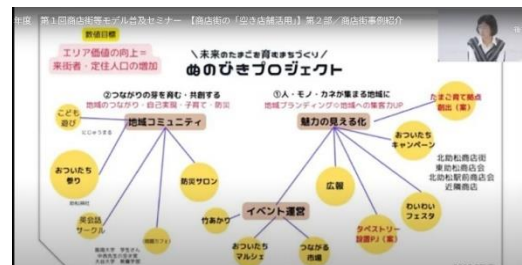 年度 第1回商店街等モデル普及セミナー 【商店街の「空き店舗活用」】第2部／商店街事例紹介
数値目標
エリア価値の向上＝
来街者・定住人口の増加
＼未来のたまごお育むまちづくり／
ぬのびきプロジェクト
②つながりの芽を育む・共創する
地域のつながり・自己実現・子育て・防災
地域コミュニティ
①人・モノ・カネが集まる地域に
地域ブランディング⇨地域への集客力UP
魅力の見える化
たまご育て拠点
創出（案）
こども
遊び
にじゅうまる
おついたち
キャンペーン
おついたち
参り
防災サロン
広報
北助松商店街
東助松商店会
北助松駅前商店会
近隣商店
わいわい
フェスタ
英会話
サークル
竹あかり
イベント運営
タペストリー
設置PJ（案）
おついたち
マルシェ
つながる
市場